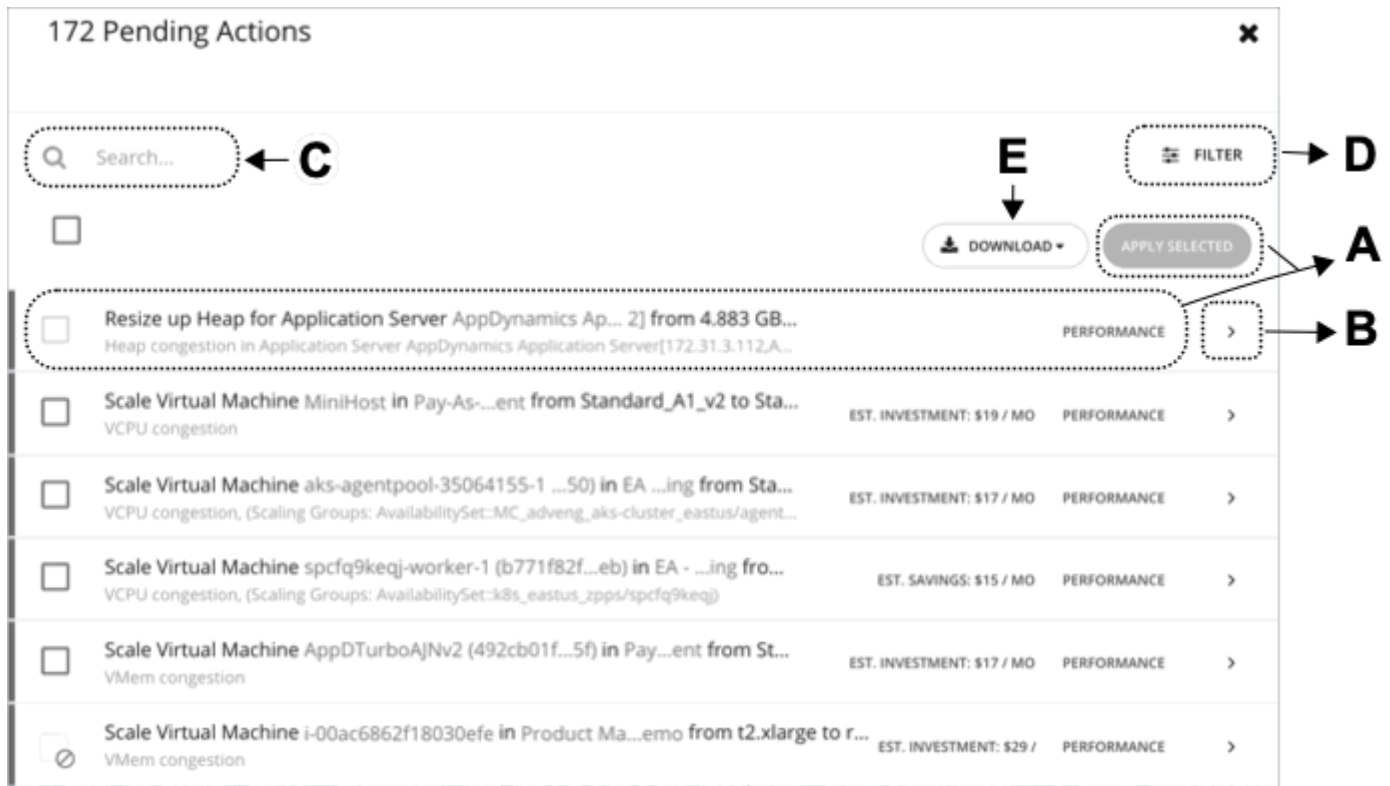 172 Pending Actions
Search...
C
E
FILTER
D
DOWNLOAD
APPLY SELECTED
A
Resize up Heap for Application Server AppDynamics Ap... 2] from 4.883 GB...
PERFORMANCE
Heap congestion in Application Server AppDynamics Application Server[172.31.3.112,A...
B
Scale Virtual Machine MiniHost in Pay-As-...ent from Standard_A1_v2 to Sta...
EST. INVESTMENT: $19 / MO PERFORMANCE
VCPU congestion
Scale Virtual Machine aks-agentpool-35064155-1 ...50) in EA ...ing from Sta...
EST. INVESTMENT: $17 / MO PERFORMANCE
VCPU congestion, (Scaling Groups: AvailabilitySet::MC_adveng_aks-cluster_eastus/agent...
Scale Virtual Machine spcfq9keqj-worker-1 (b771f82f...eb) in EA - ...ing fro...
EST. SAVINGS: $15 / MO PERFORMANCE
VCPU congestion, (Scaling Groups: AvailabilitySet::k8s_eastus_zpps/spcfq9keqj)
Scale Virtual Machine AppDTurboAJNv2 (492cb01f...5f) in Pay...ent from St...
EST. INVESTMENT: $17 / MO PERFORMANCE
VMem congestion
Scale Virtual Machine i-00ac6862f18030efe in Product Ma...emo from t2.xlarge to r...
EST. INVESTMENT: $29 / PERFORMANCE
VMem congestion